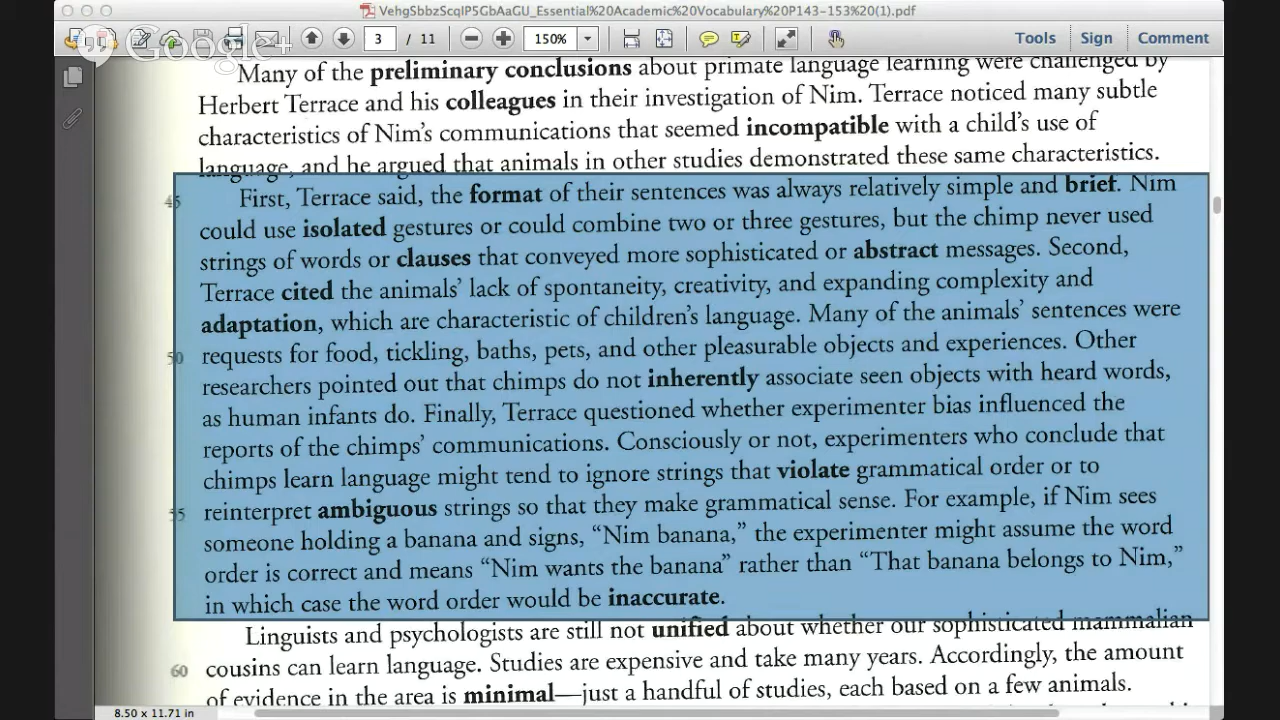 VehgSbbzScqIP5GbAaGU_Essential%20Academic%20Vocabulary%20P143-153%20(1).pdf
Google+
3 / 11 150% Tools Sign Comment
Many of the preliminary conclusions about primate language learning were challenged by
Herbert Terrace and his colleagues in their investigation of Nim. Terrace noticed many subtle
characteristics of Nim's communications that seemed incompatible with a child's use of
language, and he argued that animals in other studies demonstrated these same characteristics.
45 First, Terrace said, the format of their sentences was always relatively simple and brief. Nim
could use isolated gestures or could combine two or three gestures, but the chimp never used
strings of words or clauses that conveyed more sophisticated or abstract messages. Second,
Terrace cited the animals' lack of spontaneity, creativity, and expanding complexity and
adaptation, which are characteristic of children's language. Many of the animals' sentences were
50 requests for food, tickling, baths, pets, and other pleasurable objects and experiences. Other
researchers pointed out that chimps do not inherently associate seen objects with heard words,
as human infants do. Finally, Terrace questioned whether experimenter bias influenced the
reports of the chimps' communications. Consciously or not, experimenters who conclude that
chimps learn language might tend to ignore strings that violate grammatical order or to
55 reinterpret ambiguous strings so that they make grammatical sense. For example, if Nim sees
someone holding a banana and signs, "Nim banana," the experimenter might assume the word
order is correct and means "Nim wants the banana" rather than "That banana belongs to Nim,"
in which case the word order would be inaccurate.
Linguists and psychologists are still not unified about whether our sophisticated mammalian
60 cousins can learn language. Studies are expensive and take many years. Accordingly, the amount
of evidence in the area is minimal—just a handful of studies, each based on a few animals.
8.50 x 11.71 in